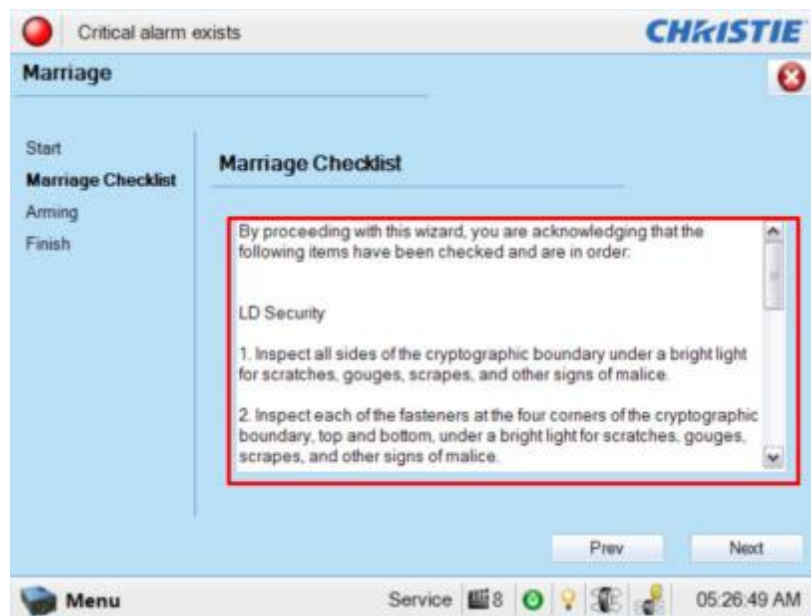 Critical alarm exists
CHRISTIE
Marriage
Start
Marriage Checklist
Arming
Finish
Marriage Checklist
By proceeding with this wizard, you are acknowledging that the
following items have been checked and are in order:
LD Security
1. Inspect all sides of the cryptographic boundary under a bright light
for scratches, gouges, scrapes, and other signs of malice.
2. Inspect each of the fasteners at the four corners of the cryptographic
boundary, top and bottom, under a bright light for scratches, gouges,
scrapes, and other signs of malice.
Prev
Next
Menu
Service
8
05:26:49 AM